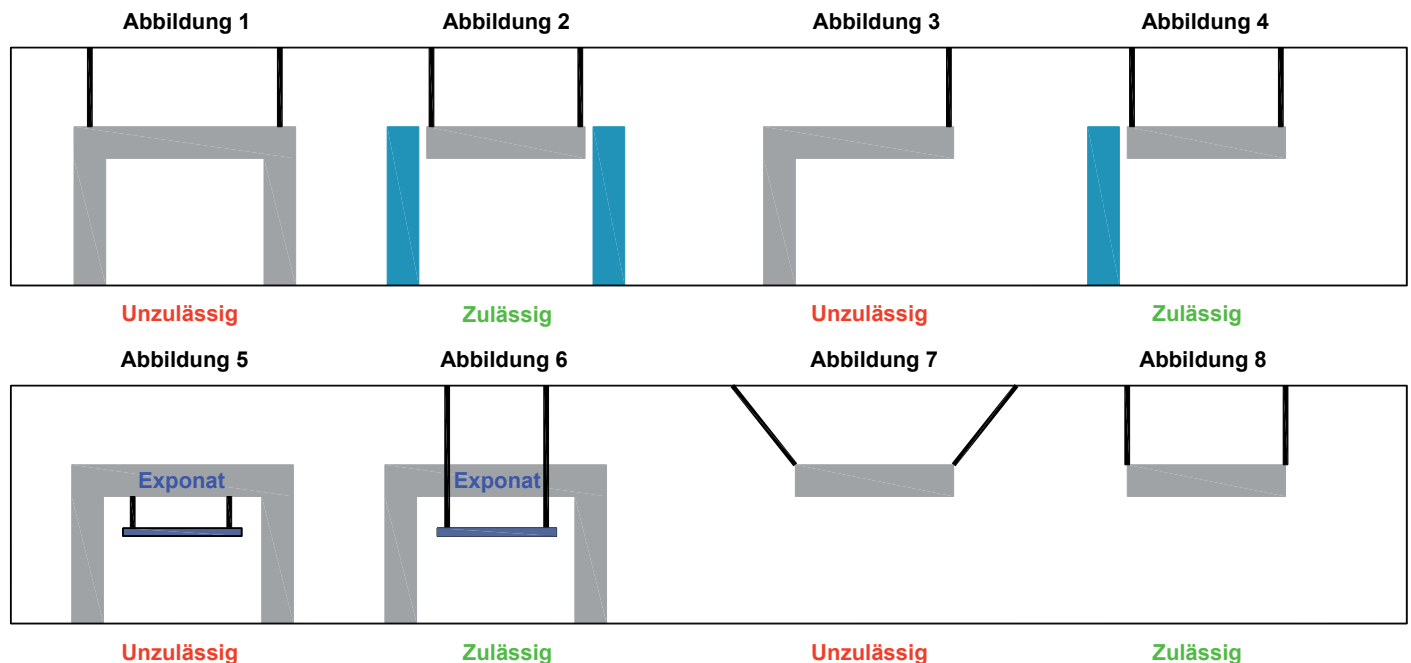 Abbildung 1 Abbildung 2 Abbildung 3 Abbildung 4
Unzulässig Zulässig Unzulässig Zulässig
Abbildung 5 Abbildung 6 Abbildung 7 Abbildung 8
Exponat Exponat
Unzulässig Zulässig Unzulässig Zulässig